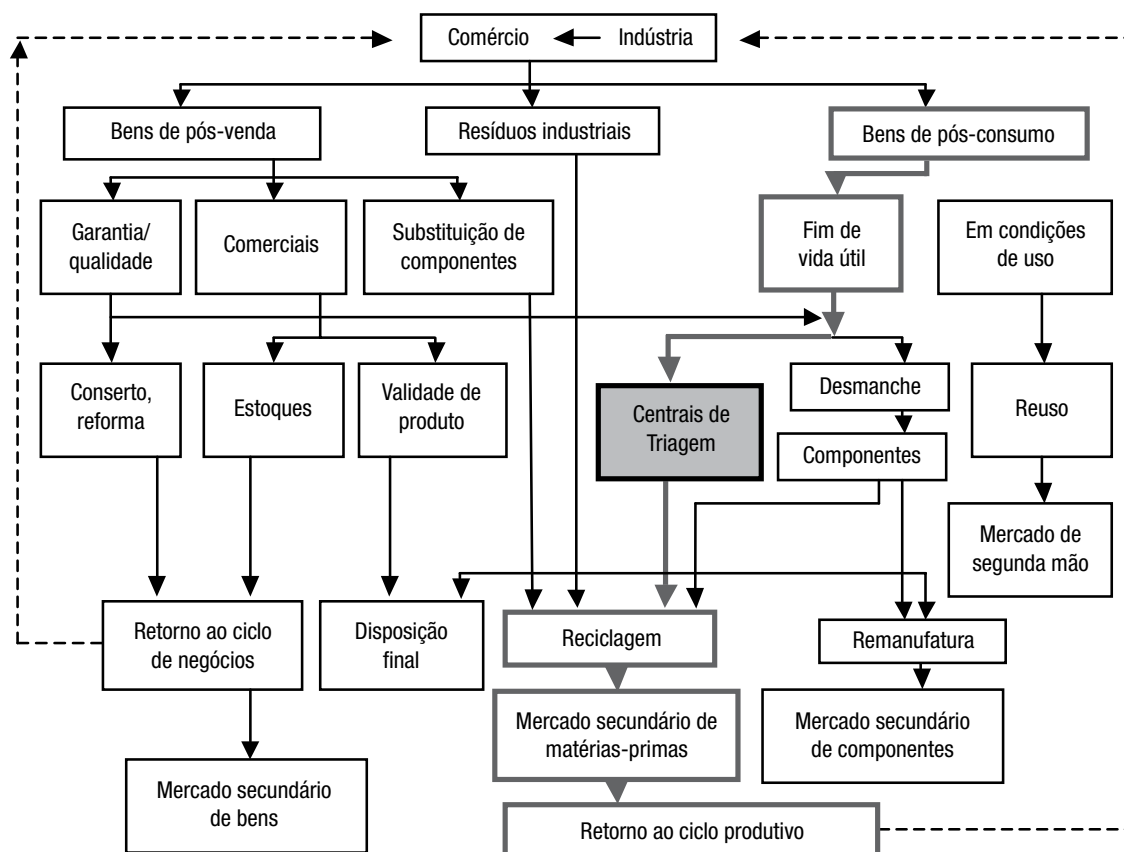 Comércio
Indústria
Bens de pós-venda
Resíduos industriais
Bens de pós-consumo
Garantia/
qualidade
Comerciais
Substituição de
componentes
Fim de
vida útil
Em condições
de uso
Conserto,
reforma
Estoques
Validade de
produto
Centrais de
Triagem
Desmanche
Componentes
Reuso
Mercado de
segunda mão
Retorno ao ciclo
de negócios
Disposição
final
Reciclagem
Remanufatura
Mercado secundário de
matérias-primas
Mercado secundário
de componentes
Mercado secundário
de bens
Retorno ao ciclo produtivo